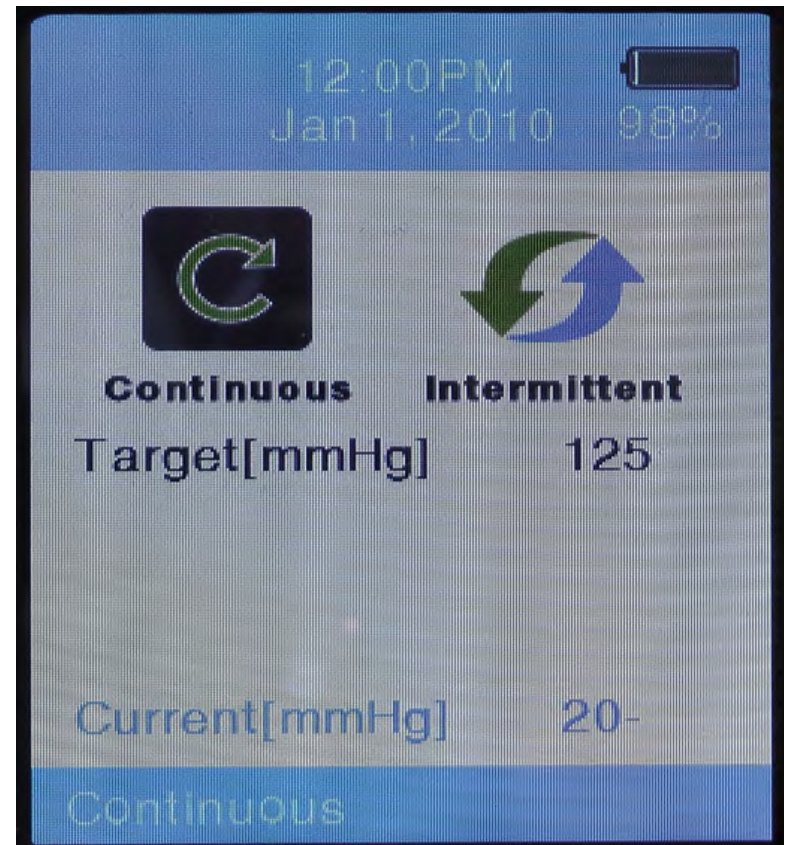 12:00PM
Jan 1, 2010 98%
Continuous Intermittent
Target[mmHg] 125
Current[mmHg] 20-
Continuous